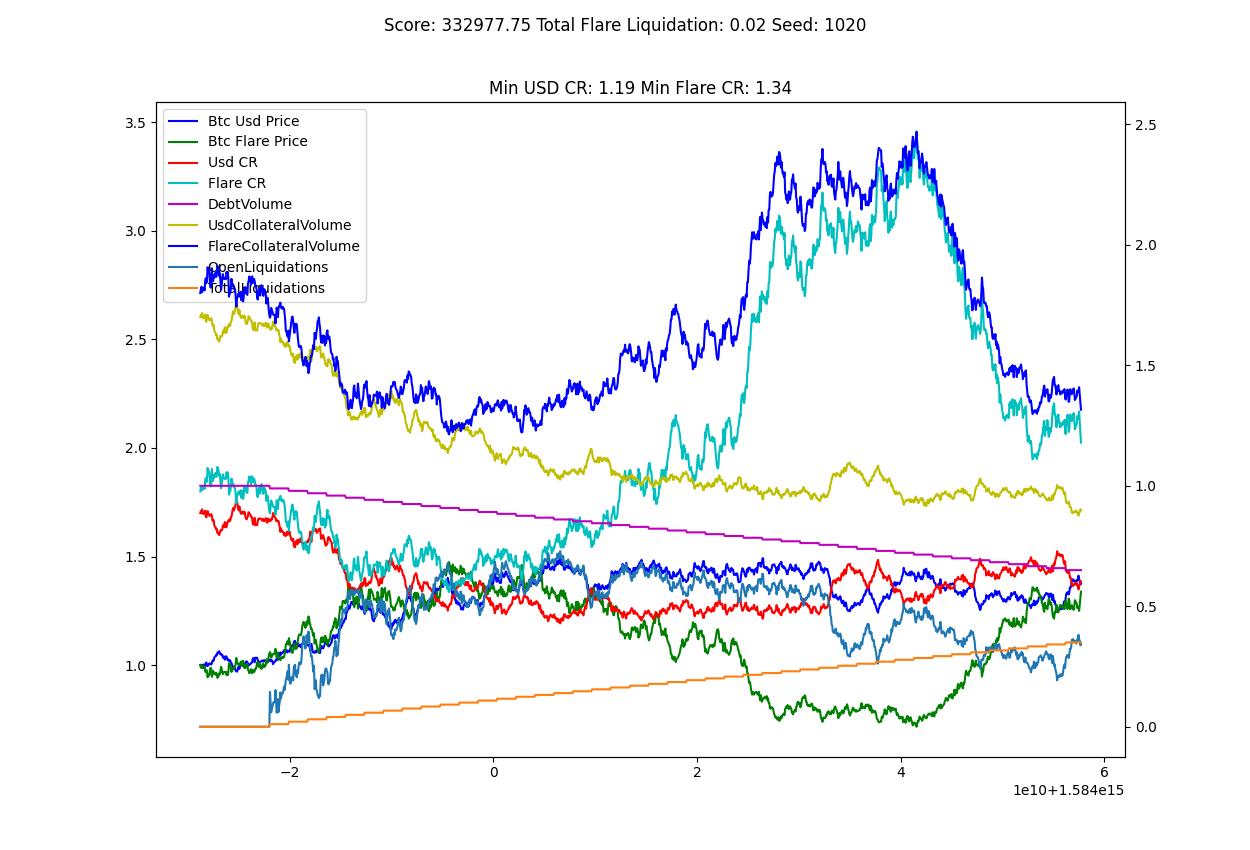 Score: 332977.75 Total Flare Liquidation: 0.02 Seed: 1020
Min USD CR: 1.19 Min Flare CR: 1.34
Btc Usd Price
Btc Flare Price
Usd CR
Flare CR
DebtVolume
UsdCollateralVolume
FlareCollateralVolume
OpenLiquidations
TotalLiquidations
3.5
3.0
2.5
2.0
1.5
1.0
2.5
2.0
1.5
1.0
0.5
0.0
−2
0
2
4
6
1e10+1.584e15